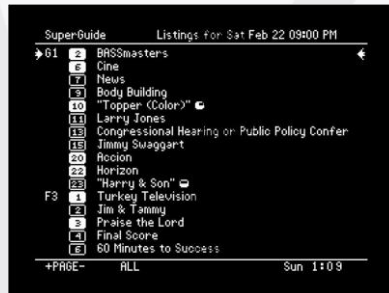 SuperGuide Listings for Sat Feb 22 09:00 PM
G1 2 BASSmasters
6 Cine
7 News
9 Body Building
10 "Topper (Color)"
11 Larry Jones
13 Congressional Hearing on Public Policy Confer
15 Jimmy Swaggart
20 Accion
22 Horizon
23 "Harry & Son"
F3 1 Turkey Television
2 Jim & Tammy
3 Praise the Lord
4 Final Score
6 60 Minutes to Success
+PAGE- ALL Sun 1:09